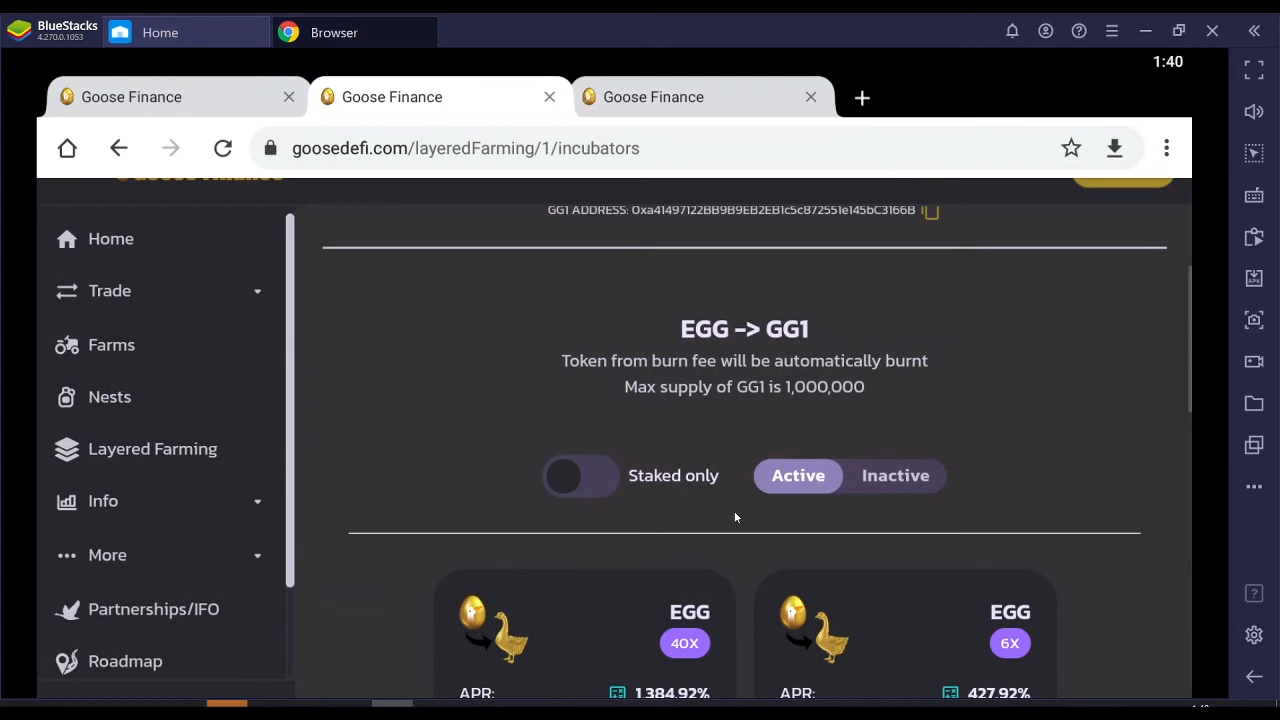 BlueStacks
4.270.0.1053
Home
Browser
1:40
Goose Finance
Goose Finance
Goose Finance
goosedefi.com/layeredFarming/1/incubators
Goose Finance
GG1 ADDRESS: 0xa41497122BB9B9EB2EB1c5c872551e145bC3166B
Home
Trade
Farms
Nests
Layered Farming
Info
More
Partnerships/IFO
Roadmap
EGG -> GG1
Token from burn fee will be automatically burnt
Max supply of GG1 is 1,000,000
Staked only
Active
Inactive
EGG
40X
APR:
1,384.92%
EGG
6X
APR:
427.92%